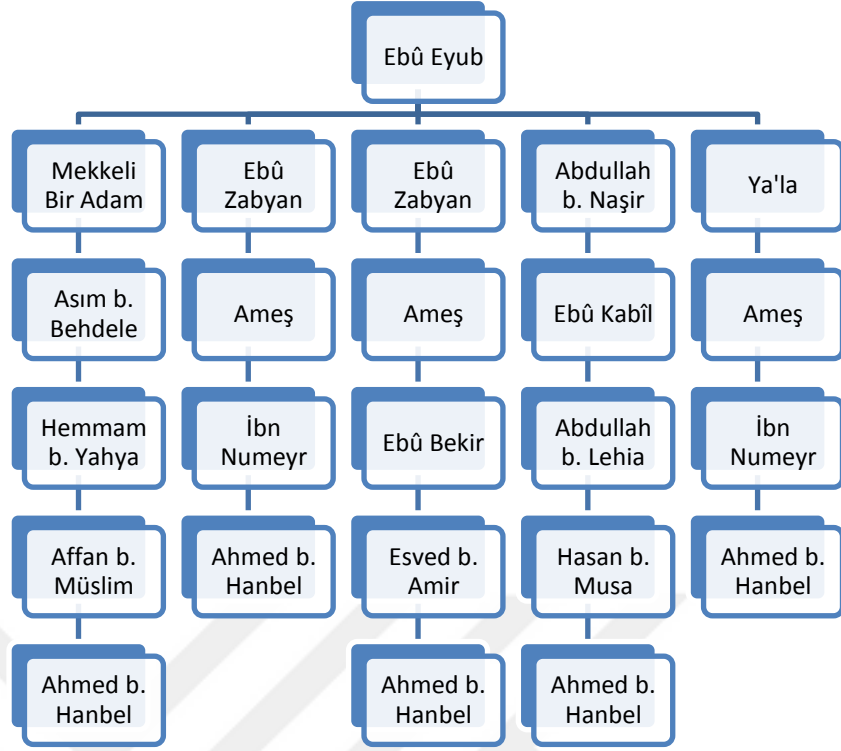 Ebû Eyub
Mekkeli
Bir Adam
Ebû
Zabyan
Ebû
Zabyan
Abdullah
b. Naşir
Ya'la
Asım b.
Behdele
Ameş
Ameş
Ebû Kabîl
Ameş
Hemmam
b. Yahya
İbn
Numeyr
Ebû Bekir
Abdullah
b. Lehia
İbn
Numeyr
Affan b.
Müslim
Ahmed b.
Hanbel
Esved b.
Amir
Hasan b.
Musa
Ahmed b.
Hanbel
Ahmed b.
Hanbel
Ahmed b.
Hanbel
Ahmed b.
Hanbel